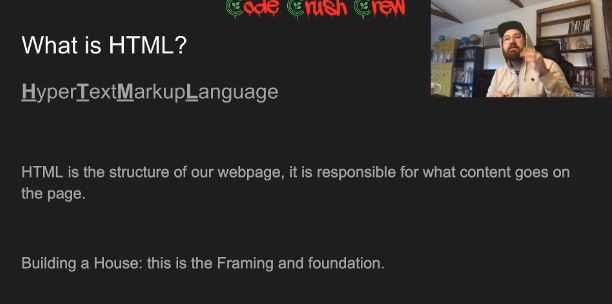 Code Crush Crew
What is HTML?
HyperTextMarkupLanguage
HTML is the structure of our webpage, it is responsible for what content goes on
the page.
Building a House: this is the Framing and foundation.